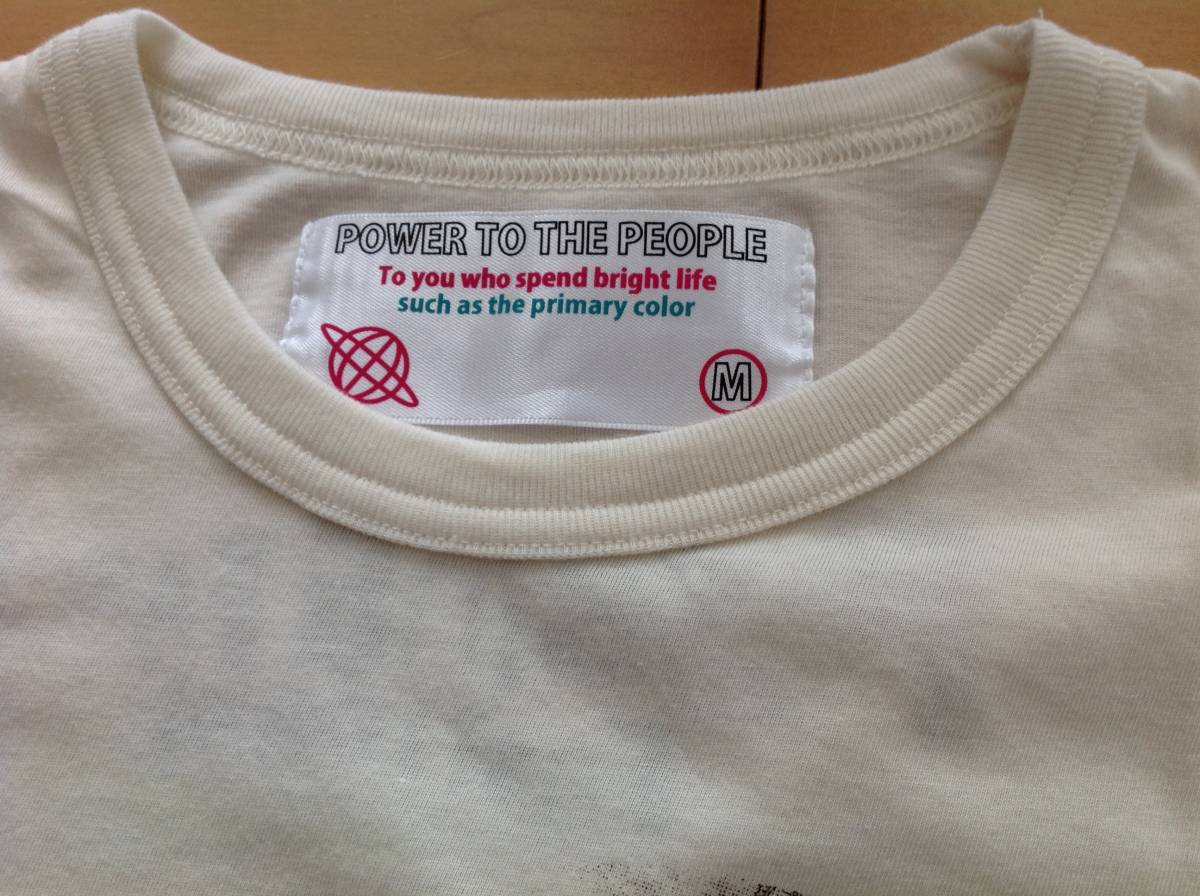 POWER TO THE PEOPLE
To you who spend bright life
such as the primary color
M